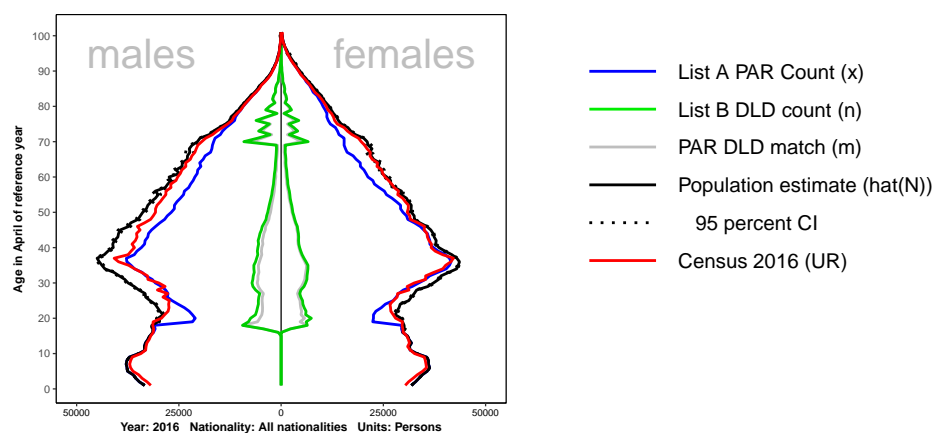 males
females
Age in April of reference year
100
90
80
70
60
50
40
30
20
10
0
50000 25000 0 25000 50000
Year: 2016 Nationality: All nationalities Units: Persons
List A PAR Count (x)
List B DLD count (n)
PAR DLD match (m)
Population estimate (hat(N))
95 percent CI
Census 2016 (UR)